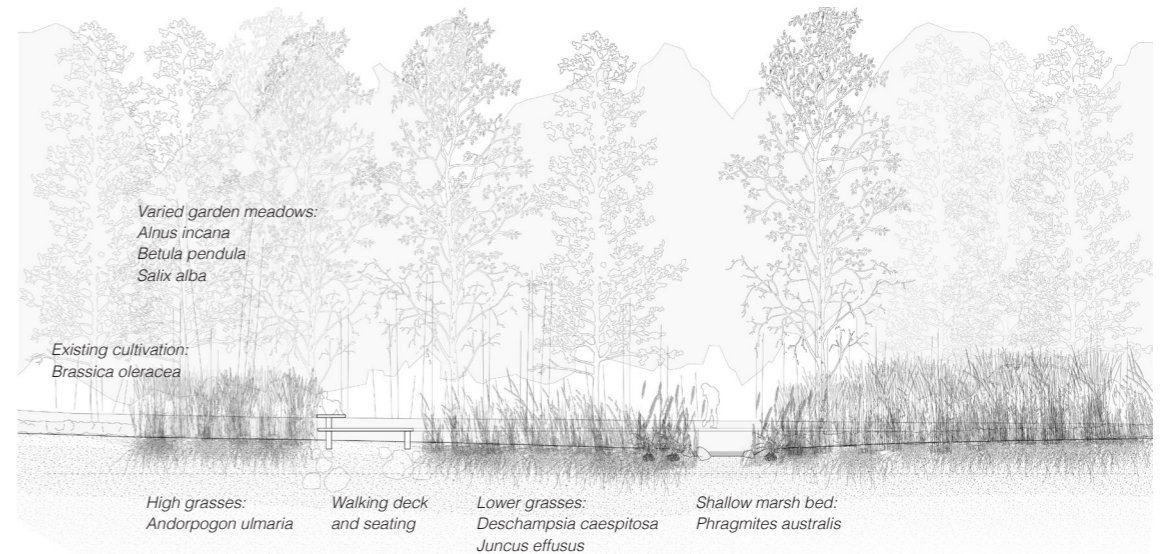 Varied garden meadows:
Alnus incana
Betula pendula
Salix alba
Existing cultivation:
Brassica oleracea
High grasses:
Andorpogon ulmaria
Walking deck
and seating
Lower grasses:
Deschampsia caespitosa
Juncus effusus
Shallow marsh bed:
Phragmites australis